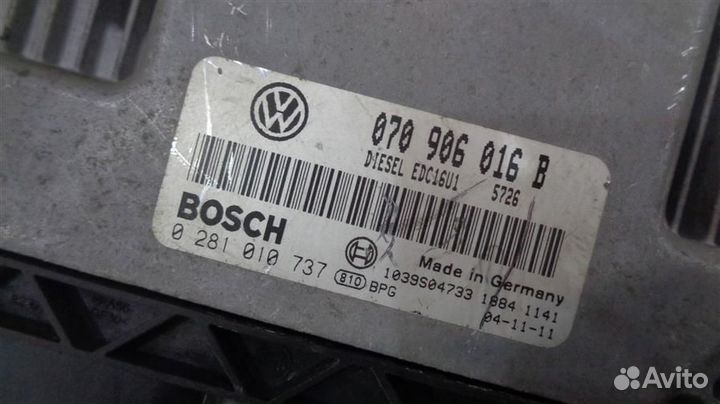 070 906 016 B
DIESEL EDC16U1 5726
BOSCH
0 281 010 737
Made in Germany
810 BPG
1039S04733 1884 1141
04-11-11
Avito